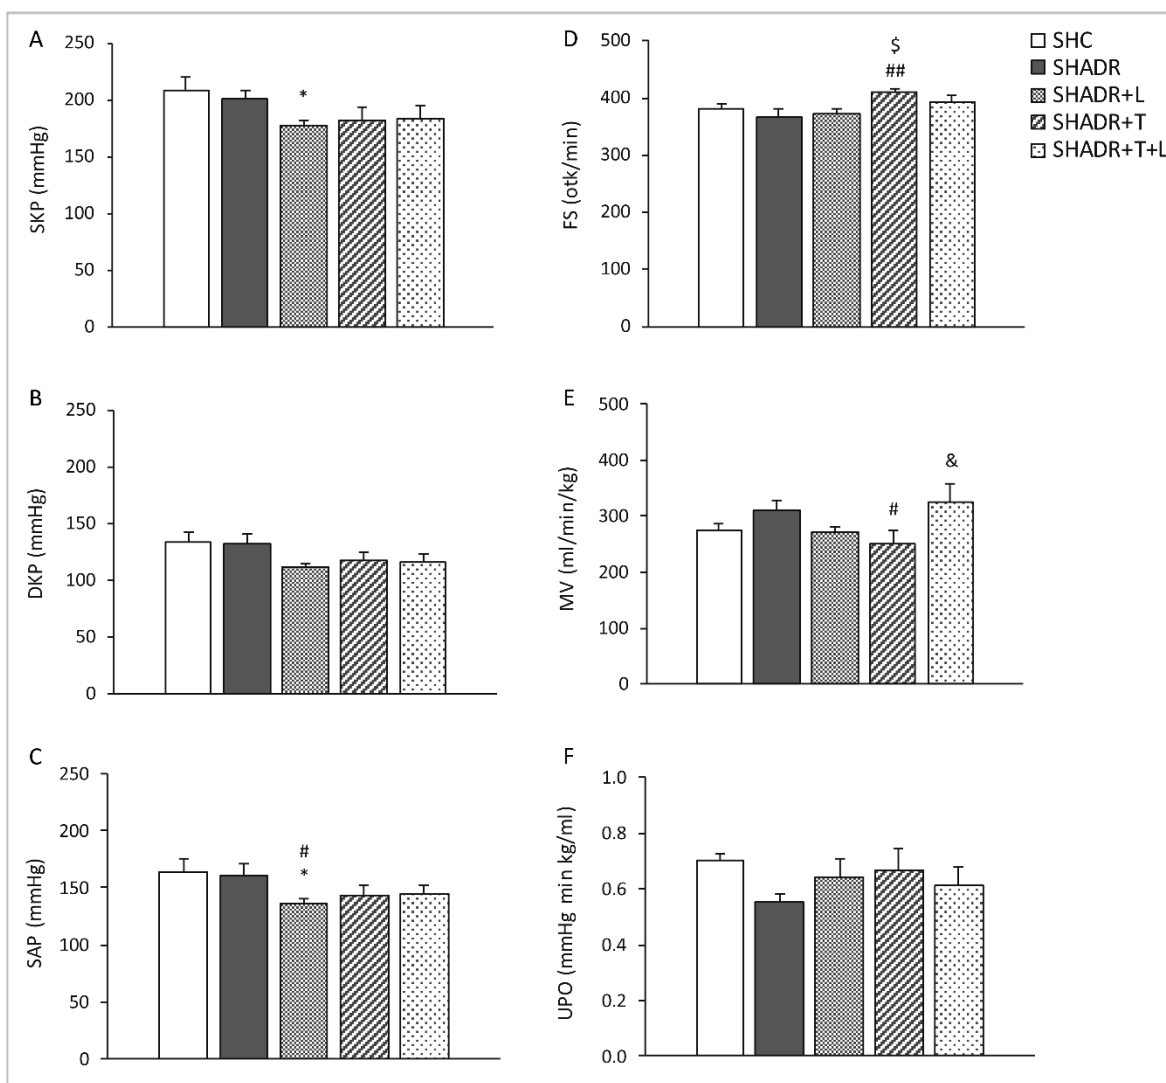 A
SKP (mmHg)
250
200
150
100
50
0
*
D
FS (otk/min)
500
400
300
200
100
0
$
##
SHC
SHADR
SHADR+L
SHADR+T
SHADR+T+L
B
DKP (mmHg)
250
200
150
100
50
0
E
MV (ml/min/kg)
500
400
300
200
100
0
#
&
C
SAP (mmHg)
250
200
150
100
50
0
#
*
F
UPO (mmHg min kg/ml)
1.0
0.8
0.6
0.4
0.2
0.0